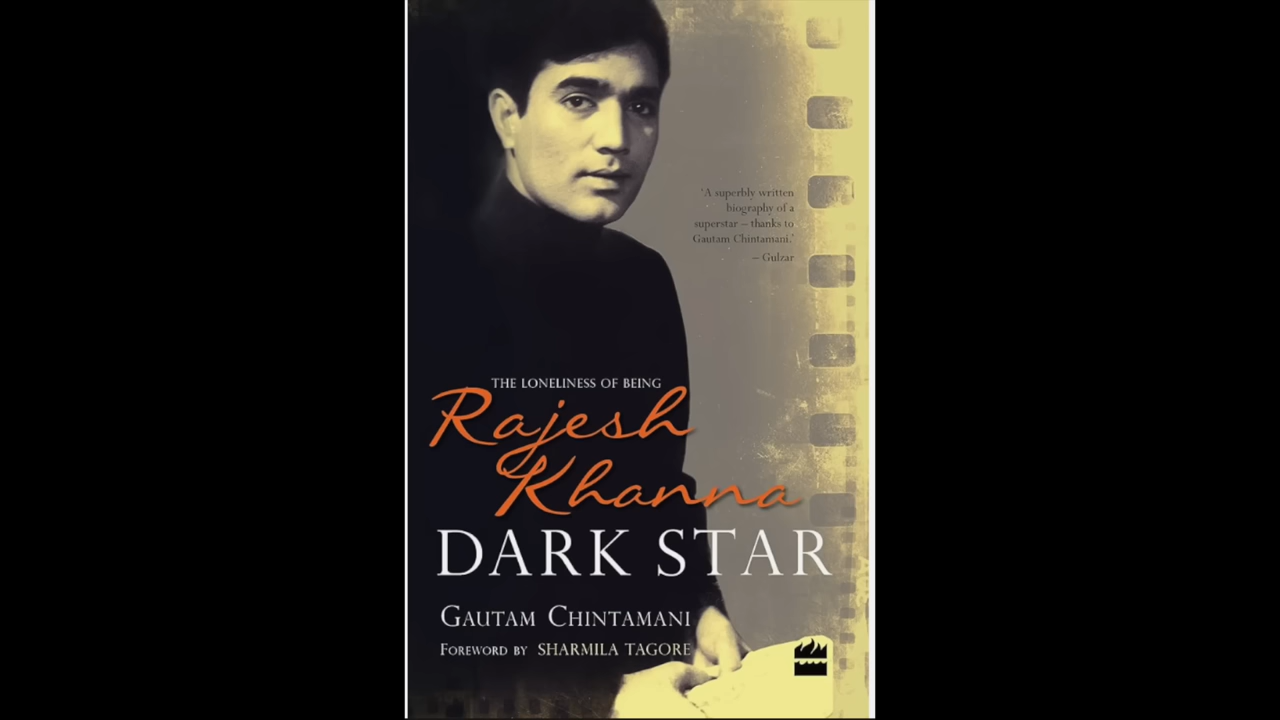 ‘A superbly written
biography of a
superstar – thanks to
Gautam Chintamani.’
– Gulzar
THE LONELINESS OF BEING
Rajesh
Khanna
DARK STAR
GAUTAM CHINTAMANI
FOREWORD BY SHARMILA TAGORE